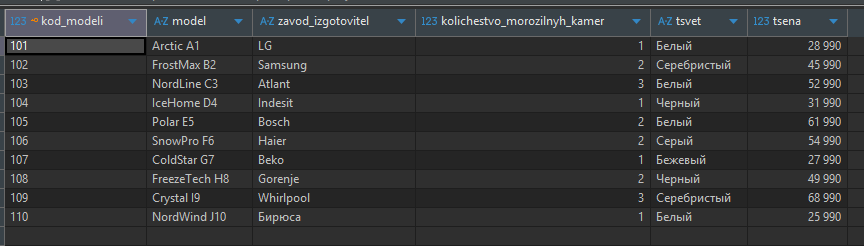 123 kod_modeli A-Z model A-Z zavod_izgotovitel 123 kolichestvo_morozilnyh_kamer A-Z tsvet 123 tsena
101 Arctic A1 LG 1 Белый 28 990
102 FrostMax B2 Samsung 2 Серебристый 45 990
103 NordLine C3 Atlant 3 Белый 52 990
104 IceHome D4 Indesit 1 Черный 31 990
105 Polar E5 Bosch 2 Белый 61 990
106 SnowPro F6 Haier 2 Серый 54 990
107 ColdStar G7 Beko 1 Бежевый 27 990
108 FreezeTech H8 Gorenje 2 Черный 49 990
109 Crystal I9 Whirlpool 3 Серебристый 68 990
110 NordWind J10 Бирюса 1 Белый 25 990